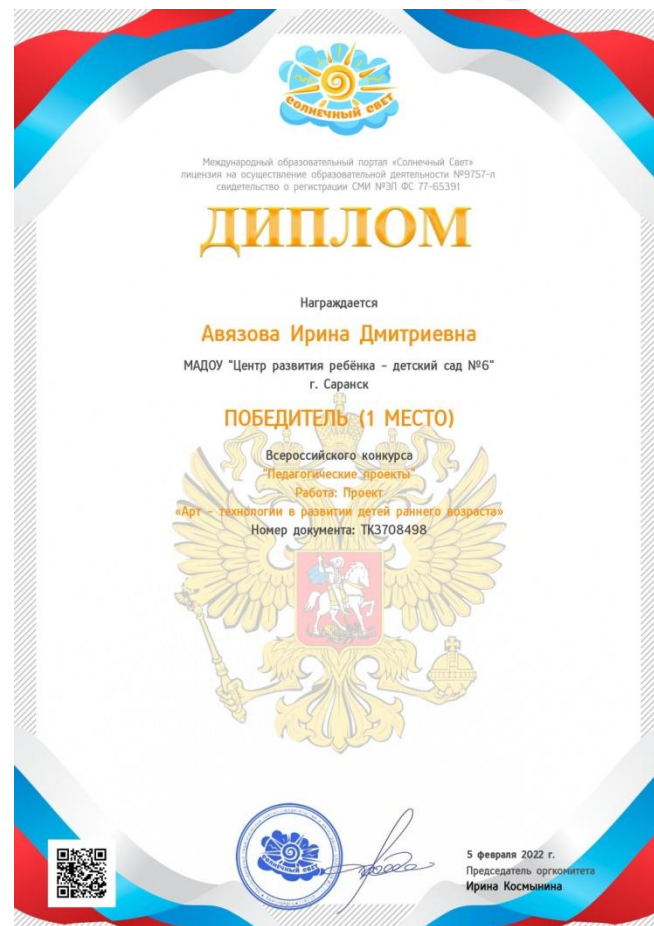 СОЛНЕЧНЫЙ СВЕТ
Международный образовательный портал «Солнечный Свет»
лицензия на осуществление образовательной деятельности №9757-л
свидетельство о регистрации СМИ №ЭЛ ФС 77-65391
ДИПЛОМ
Награждается
Авязова Ирина Дмитриевна
МАДОУ "Центр развития ребёнка - детский сад №6"
г. Саранск
ПОБЕДИТЕЛЬ (1 МЕСТО)
Всероссийского конкурса
"Педагогические проекты"
Работа: Проект
«Арт - технологии в развитии детей раннего возраста»
Номер документа: ТК3708498
СОЛНЕЧНЫЙ СВЕТ
5 февраля 2022 г.
Председатель оргкомитета
Ирина Космынина